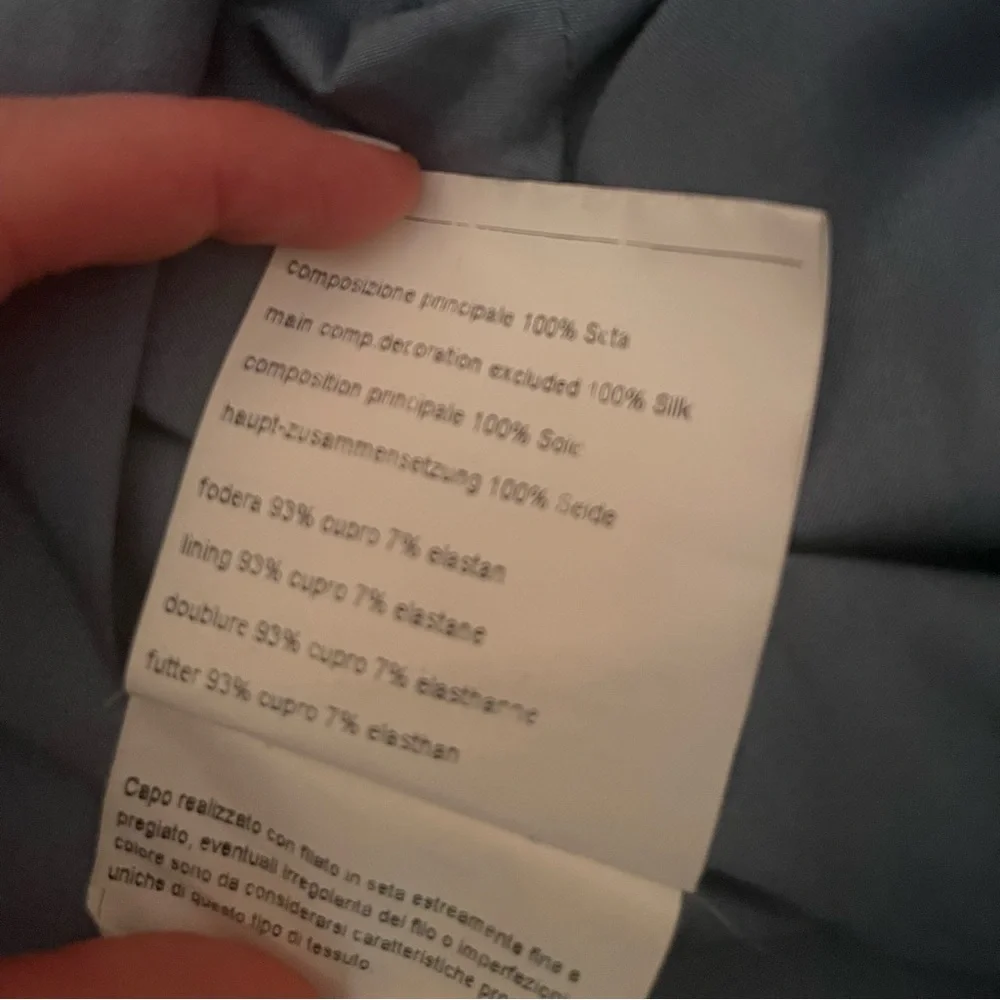 composizione principale 100% Seta
main comp.decoration excluded 100% Silk
composition principale 100% Soie
haupt-zusammensetzung 100% Seide
fodera 93% cupro 7% elastan
lining 93% cupro 7% elastane
doublure 93% cupro 7% elasthanne
futter 93% cupro 7% elasthan
Capo realizzato con filato in seta estreamente fine e
pregiato, eventuali irregolarità del filo o imperfezioni
colore sono da considerarsi caratteristiche
uniche di questo tipo di tessuto